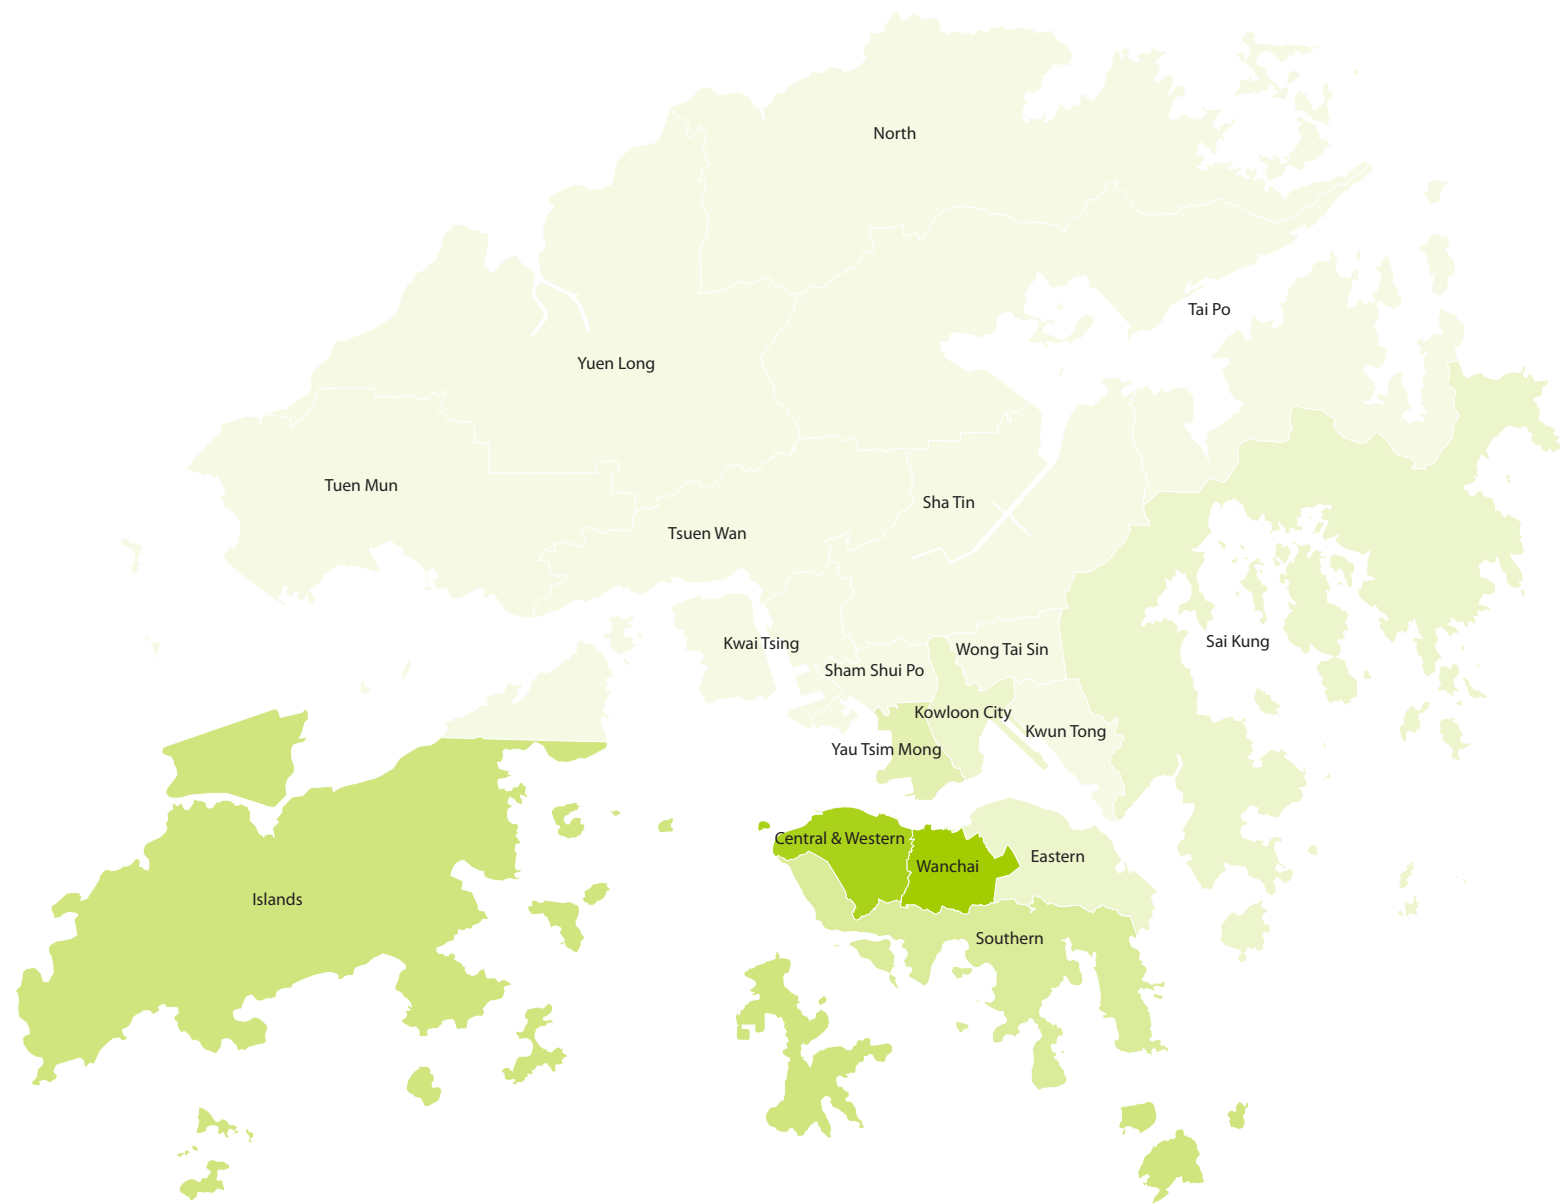 North
Tai Po
Yuen Long
Tuen Mun
Sha Tin
Tsuen Wan
Sai Kung
Kwai Tsing
Wong Tai Sin
Sham Shui Po
Kowloon City
Kwun Tong
Yau Tsim Mong
Central & Western
Eastern
Wanchai
Islands
Southern